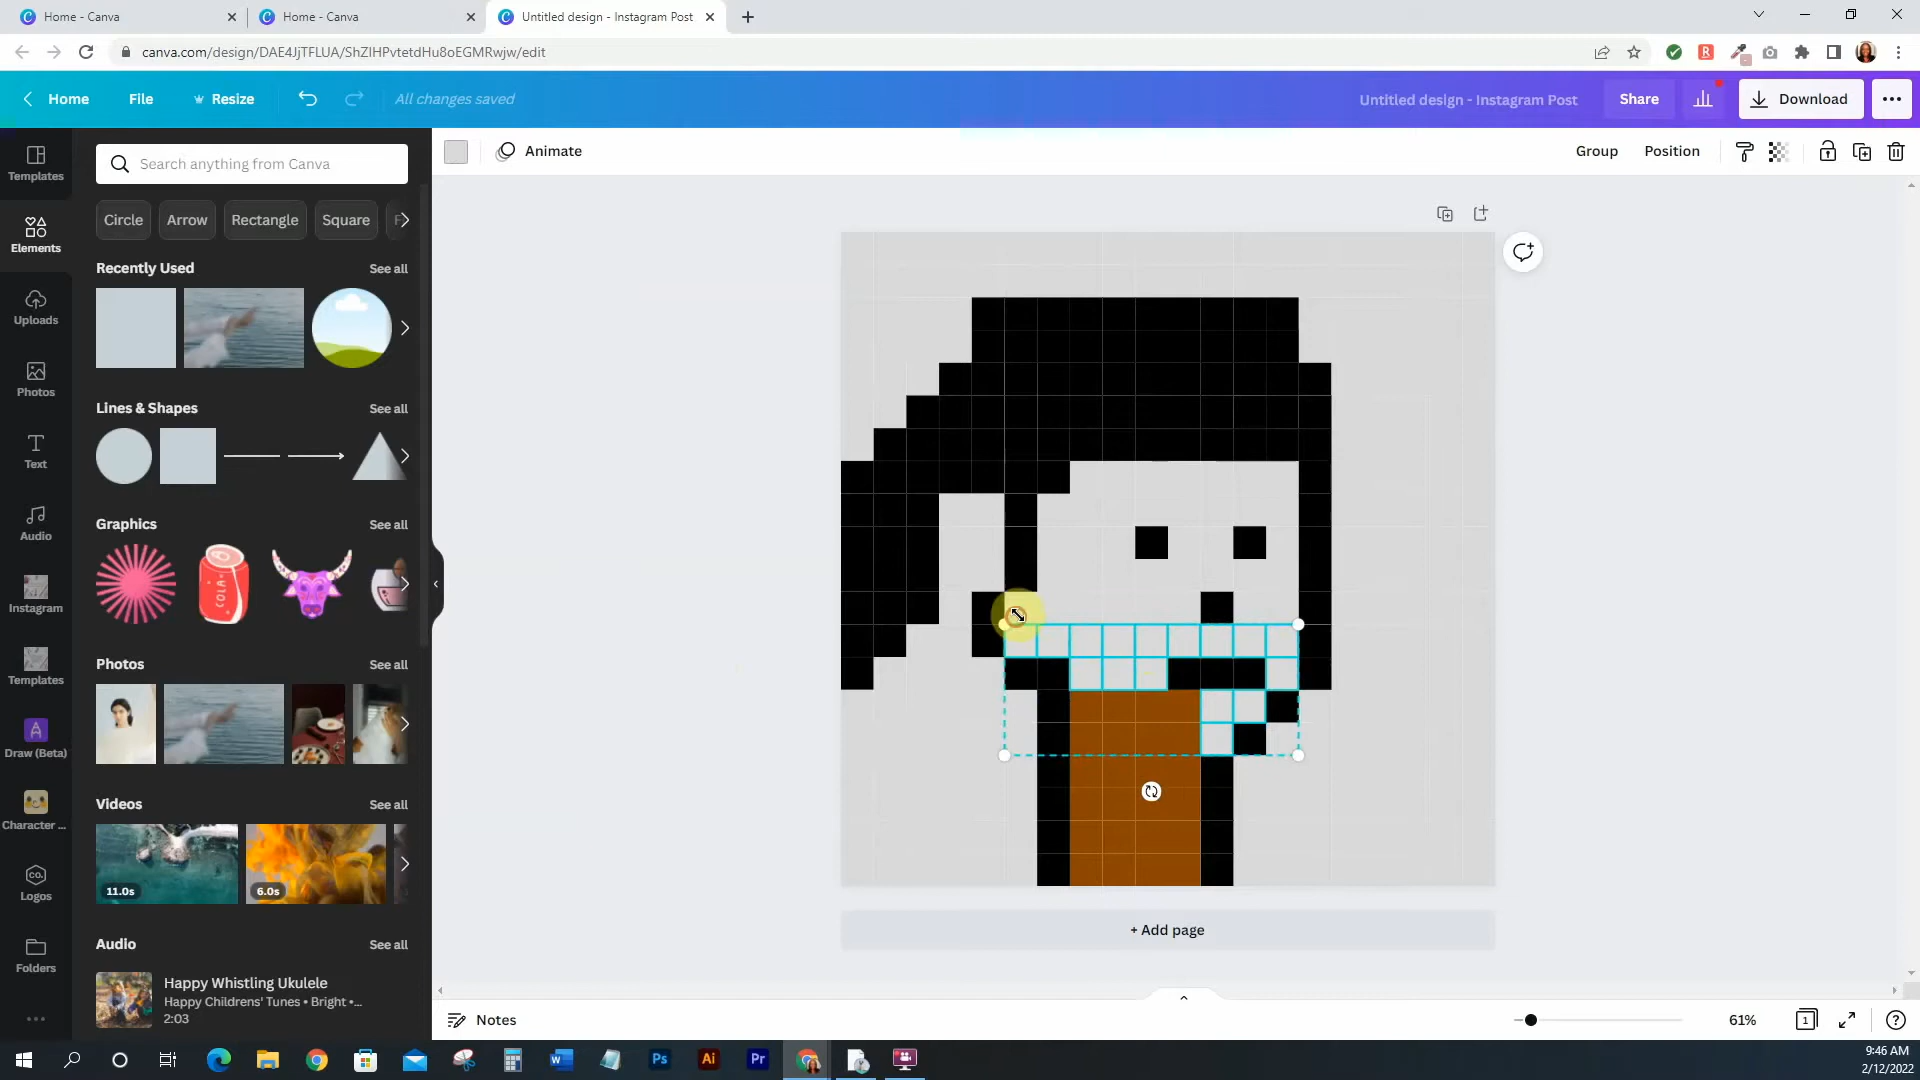 Home - Canva
Home - Canva
Untitled design - Instagram Post
canva.com/design/DAE4JjTFLUA/ShZIHPvtetdHu8oEGMRwjw/edit
Home
File
Resize
All changes saved
Untitled design - Instagram Post
Share
Download
Templates
Search anything from Canva
Animate
Group
Position
Elements
Circle
Arrow
Rectangle
Square
Recently Used
See all
Uploads
Photos
Lines & Shapes
See all
Text
Graphics
See all
Audio
COLA
Instagram
Templates
Photos
See all
Draw (Beta)
Videos
See all
Character ...
11.0s
6.0s
CO.
Logos
Folders
Audio
See all
Happy Whistling Ukulele
Happy Childrens' Tunes • Bright •...
2:03
+ Add page
Notes
61%
1
9:46 AM
2/12/2022